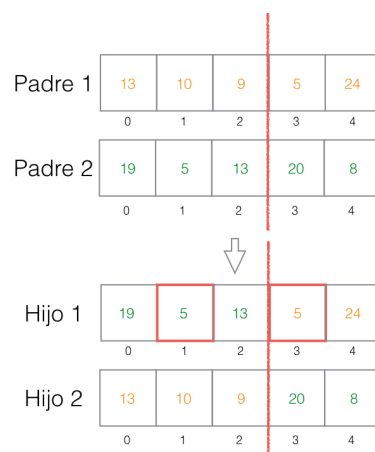 Padre 1 13 10 9 5 24
0 1 2 3 4
Padre 2 19 5 13 20 8
0 1 2 3 4
Hijo 1 19 5 13 5 24
0 1 2 3 4
Hijo 2 13 10 9 20 8
0 1 2 3 4